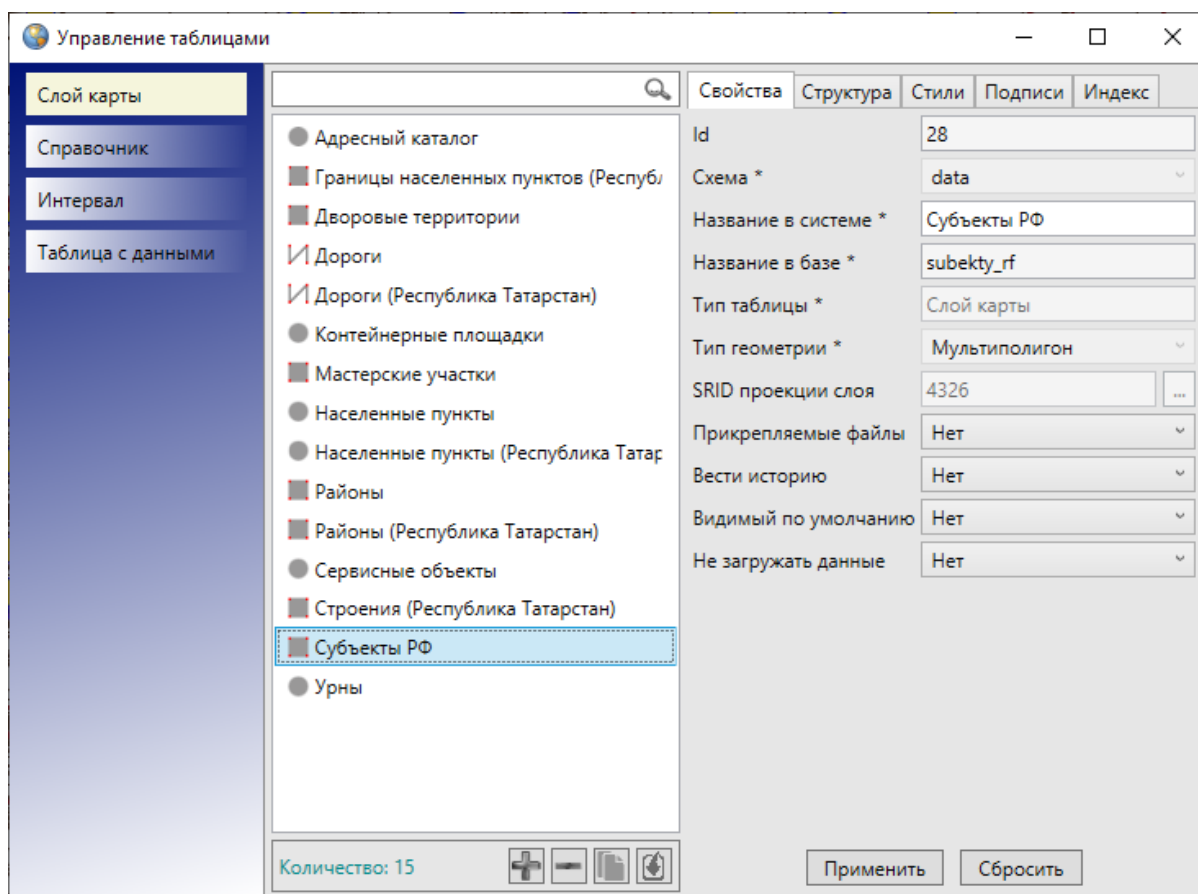 Управление таблицами
Слой карты
Справочник
Интервал
Таблица с данными
Адресный каталог
Границы населенных пунктов (Республ
Дворовые территории
Дороги
Дороги (Республика Татарстан)
Контейнерные площадки
Мастерские участки
Населенные пункты
Населенные пункты (Республика Татар
Районы
Районы (Республика Татарстан)
Сервисные объекты
Строения (Республика Татарстан)
Субъекты РФ
Урны
Количество: 15
Свойства Структура Стили Подписи Индекс
Id 28
Схема * data
Название в системе * Субъекты РФ
Название в базе * subekty_rf
Тип таблицы * Слой карты
Тип геометрии * Мультиполигон
SRID проекции слоя 4326 ...
Прикрепляемые файлы Нет
Вести историю Нет
Видимый по умолчанию Нет
Не загружать данные Нет
Применить Сбросить